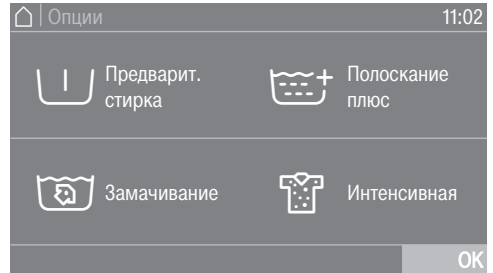 Опции 11:02
Предварит.
стирка
Полоскание
плюс
Замачивание
Интенсивная
OK